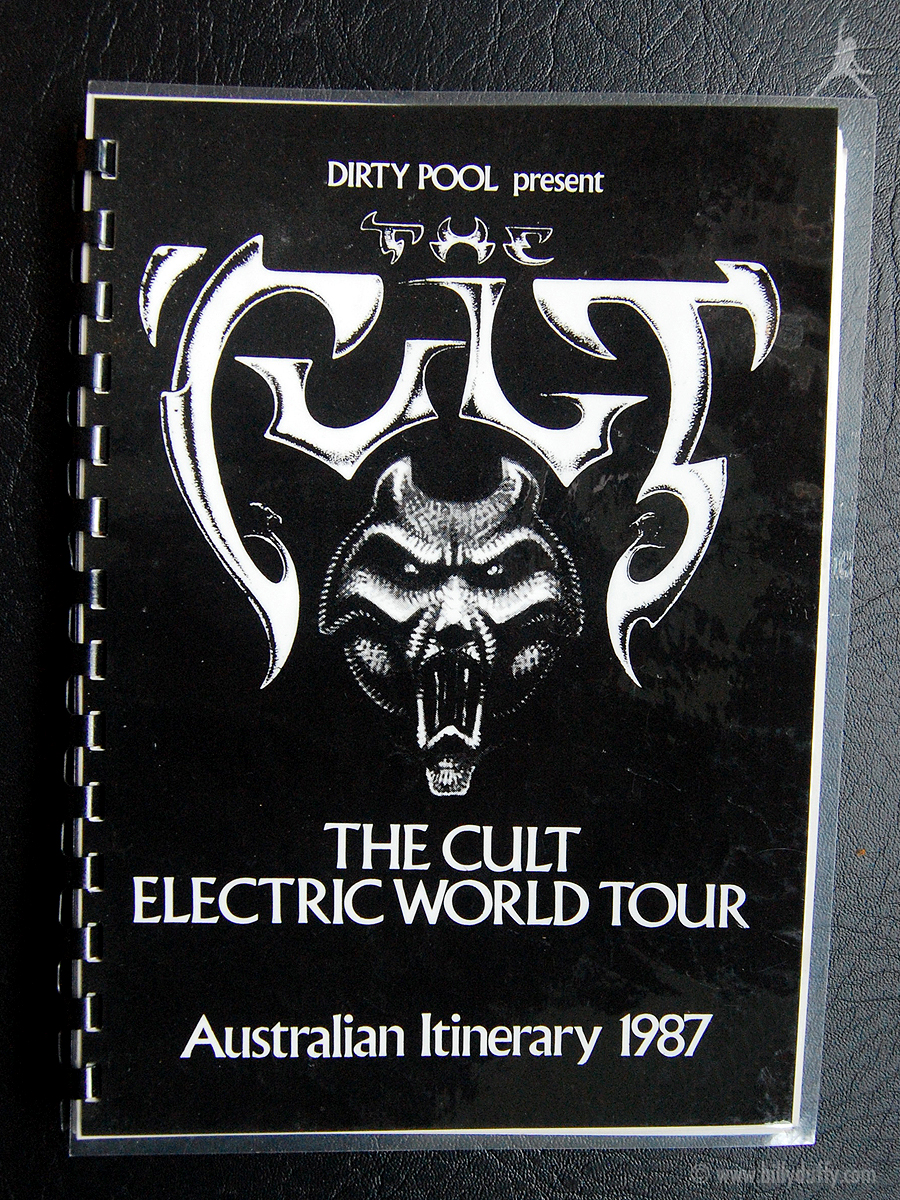 DIRTY POOL present
THE
CULT
THE CULT
ELECTRIC WORLD TOUR
Australian Itinerary 1987
© www.billyduffy.com